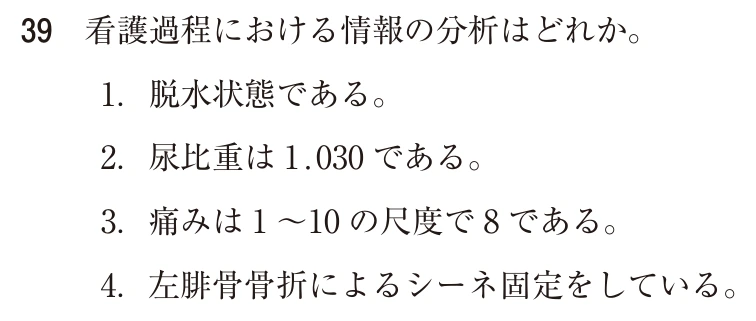 39 看護過程における情報の分析はどれか。
1. 脱水状態である。
2. 尿比重は 1.030 である。
3. 痛みは 1 ～10 の尺度で 8 である。
4. 左腓骨骨折によるシーネ固定をしている。